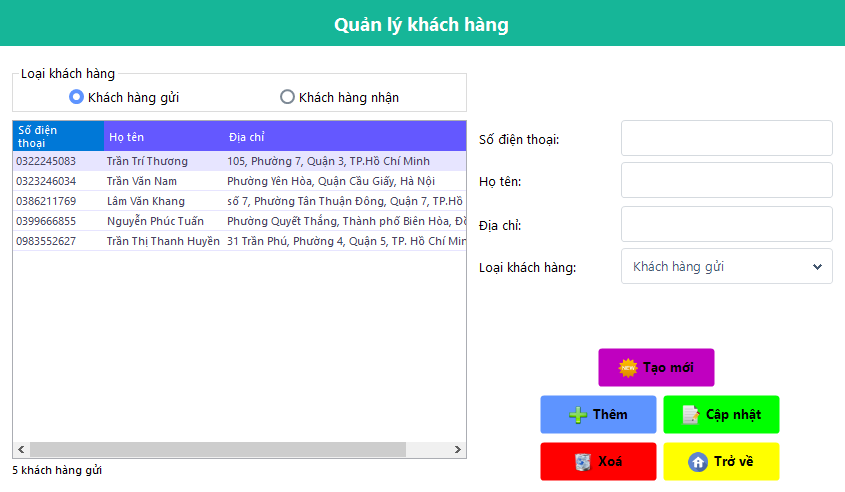 Quản lý khách hàng
Loại khách hàng
Khách hàng gửi
Khách hàng nhận
Số điện thoại
Họ tên
Địa chỉ
0322245083 Trần Trí Thương 105, Phường 7, Quận 3, TP.Hồ Chí Minh
0323246034 Trần Văn Nam Phường Yên Hòa, Quận Cầu Giấy, Hà Nội
0386211769 Lâm Văn Khang số 7, Phường Tân Thuận Đông, Quận 7, TP.Hồ
0399666855 Nguyễn Phúc Tuấn Phường Quyết Thắng, Thành phố Biên Hòa, Đồ
0983552627 Trần Thị Thanh Huyền 31 Trần Phú, Phường 4, Quận 5, TP. Hồ Chí Min
5 khách hàng gửi
Số điện thoại:
Họ tên:
Địa chỉ:
Loại khách hàng: Khách hàng gửi
NEW Tạo mới
Thêm
Cập nhật
Xoá
Trở về